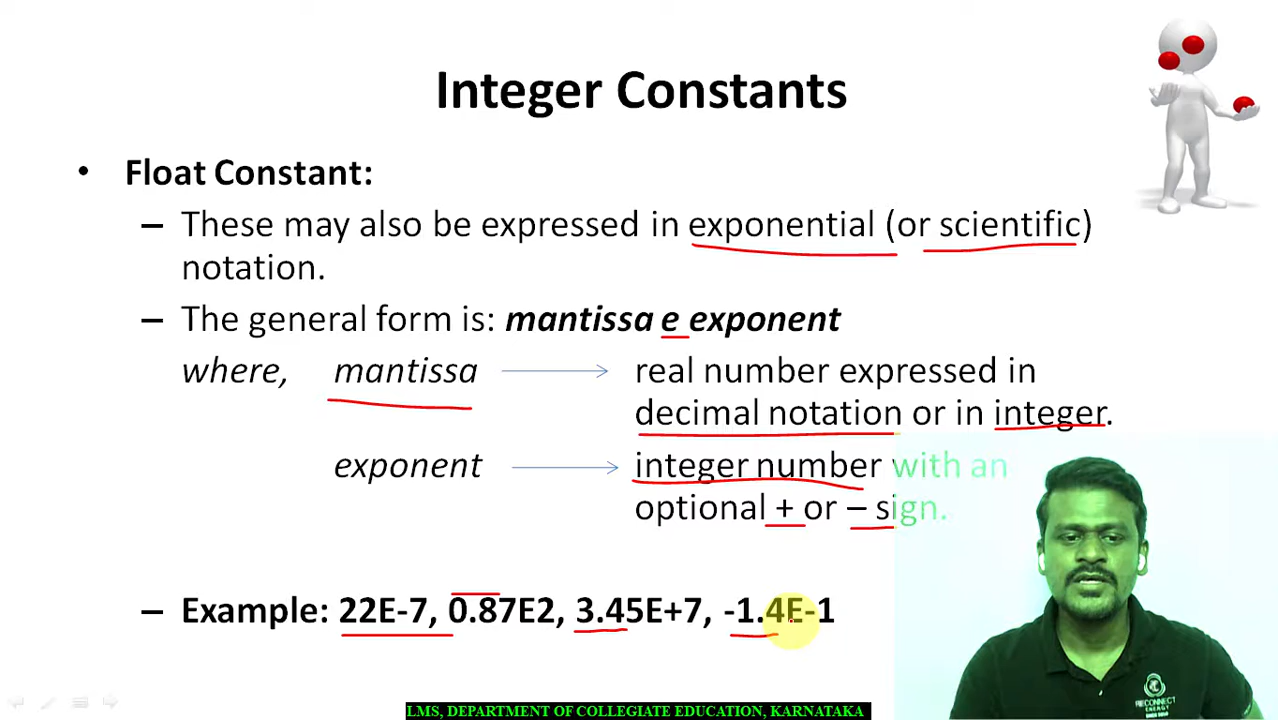 Integer Constants
• Float Constant:
– These may also be expressed in exponential (or scientific)
notation.
– The general form is: mantissa e exponent
where, mantissa real number expressed in
decimal notation or in integer.
exponent integer number with an
optional + or – sign.
– Example: 22E-7, 0.87E2, 3.45E+7, -1.4E-1
RECONNECT
ENERGY
LMS, DEPARTMENT OF COLLEGIATE EDUCATION, KARNATAKA